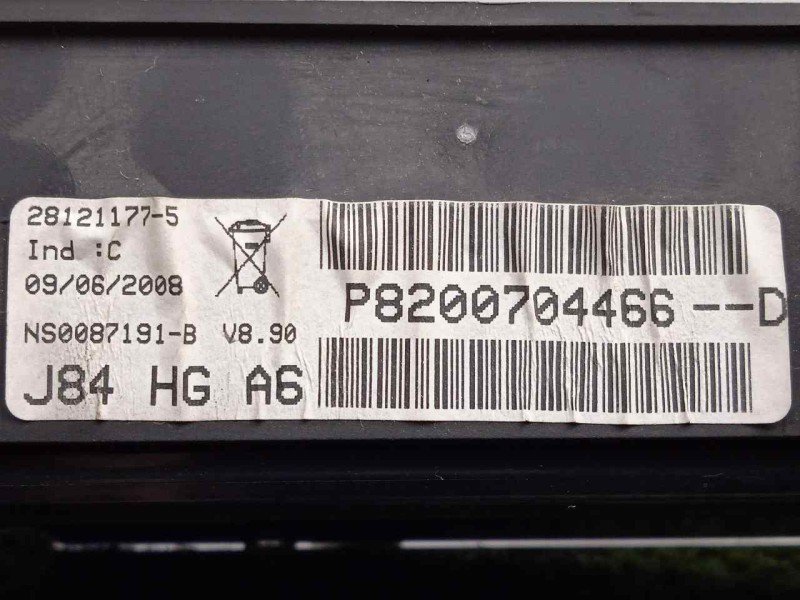 28121177-5
Ind :C
09/06/2008
NS0087191-B V8.90
J84 HG A6
P8200704466--D